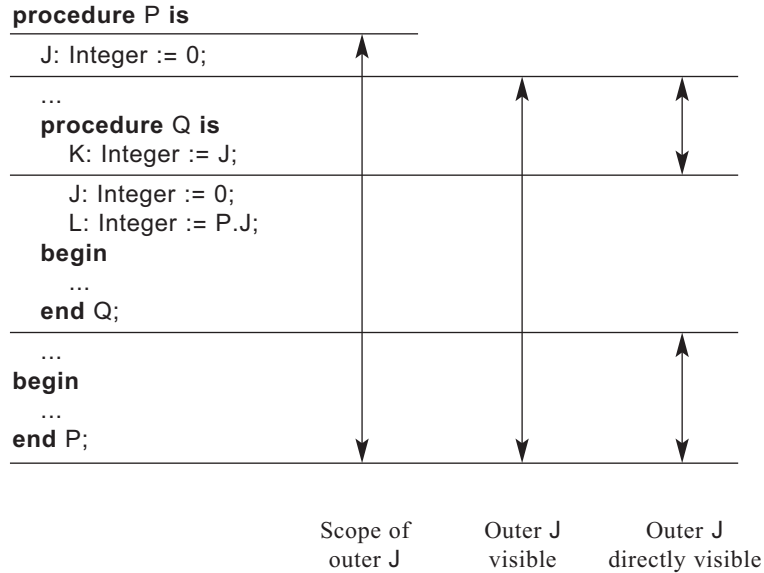 procedure P is
J: Integer := 0;
...
procedure Q is
K: Integer := J;
J: Integer := 0;
L: Integer := P.J;
begin
...
end Q;
...
begin
...
end P;
Scope of outer J
Outer J visible
Outer J directly visible